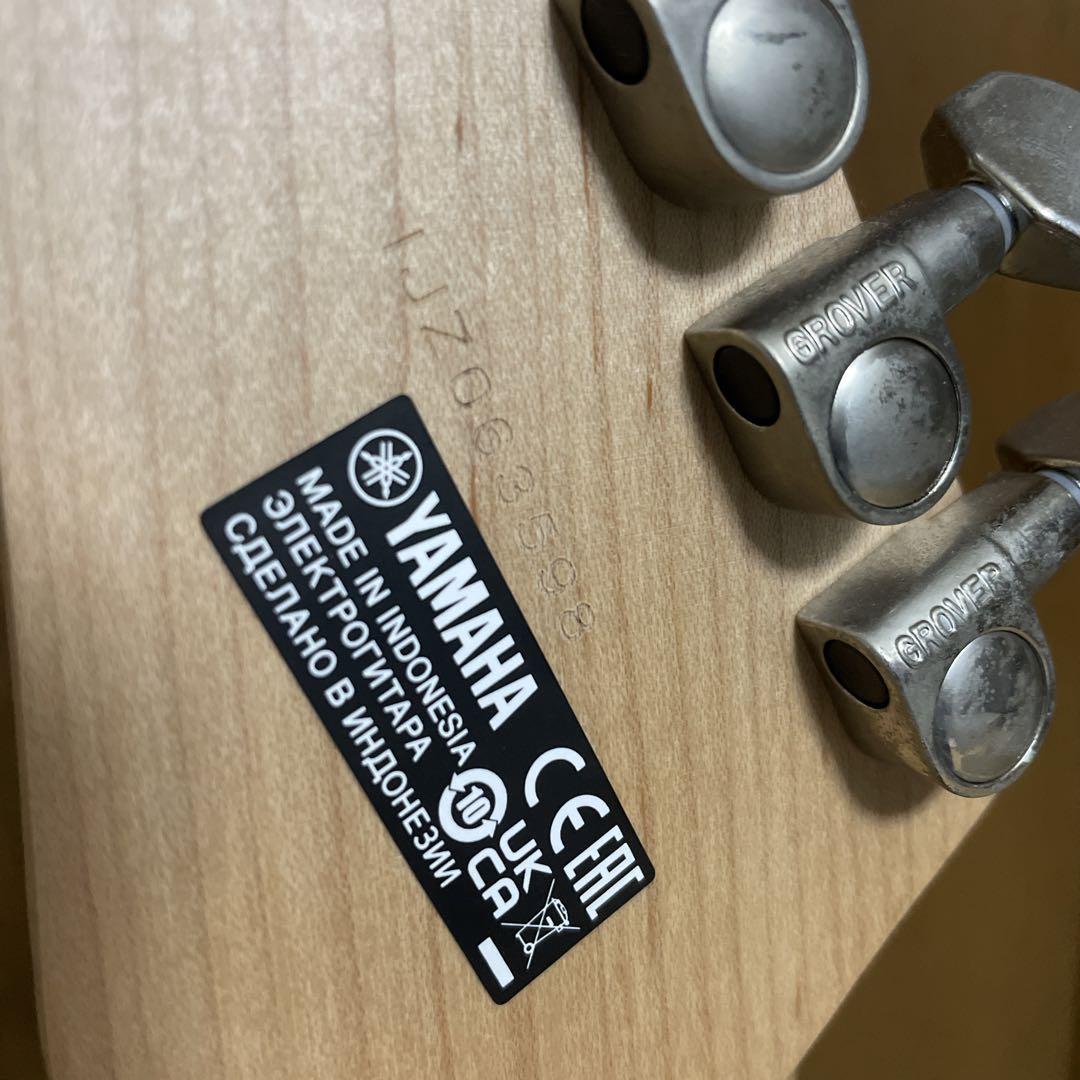 IJZ063598
YAMAHA
MADE IN INDONESIA
ЭЛЕКТРОГИТАРА
СДЕЛАНО В ИНДОНЕЗИИ
10
CE EAC
UK
CA
GROVER
GROVER